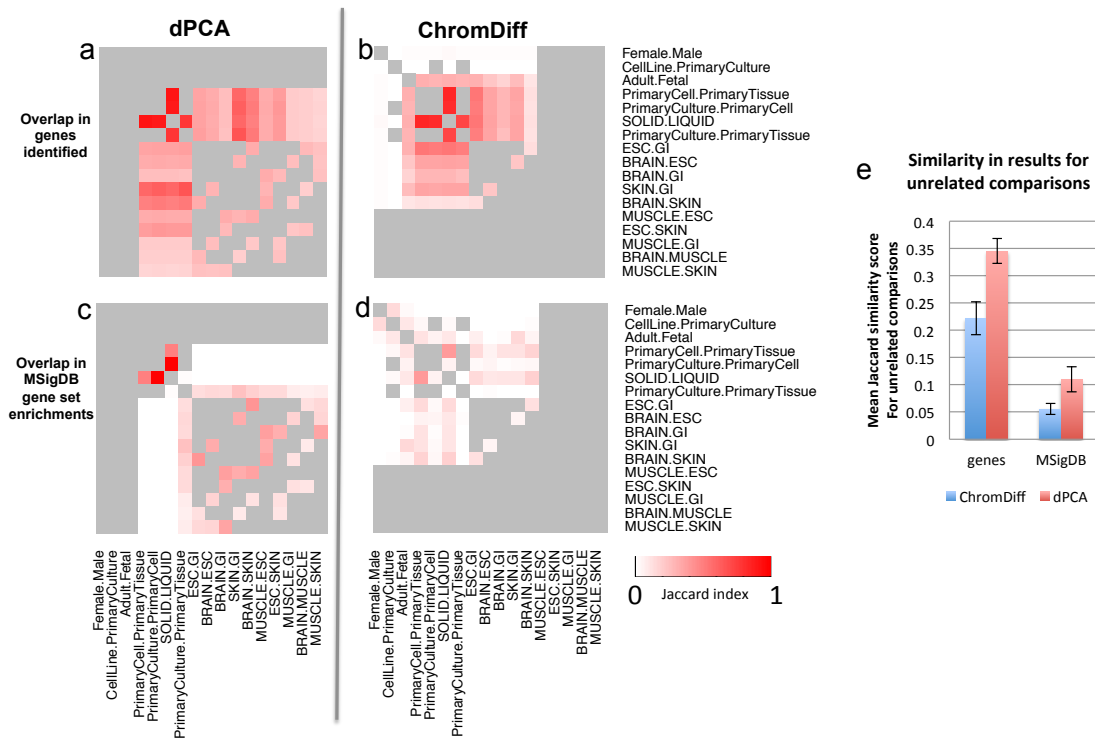 dPCA
ChromDiff
a
b
Overlap in
genes
identified
Female.Male
CellLine.PrimaryCulture
Adult.Fetal
PrimaryCell.PrimaryTissue
PrimaryCulture.PrimaryCell
SOLID.LIQUID
PrimaryCulture.PrimaryTissue
ESC.GI
BRAIN.ESC
BRAIN.GI
SKIN.GI
BRAIN.SKIN
MUSCLE.ESC
ESC.SKIN
MUSCLE.GI
BRAIN.MUSCLE
MUSCLE.SKIN
c
d
Overlap in
MSigDB
gene set
enrichments
Female.Male
CellLine.PrimaryCulture
Adult.Fetal
PrimaryCell.PrimaryTissue
PrimaryCulture.PrimaryCell
SOLID.LIQUID
PrimaryCulture.PrimaryTissue
ESC.GI
BRAIN.ESC
BRAIN.GI
SKIN.GI
BRAIN.SKIN
MUSCLE.ESC
ESC.SKIN
MUSCLE.GI
BRAIN.MUSCLE
MUSCLE.SKIN
Female.Male
CellLine.PrimaryCulture
Adult.Fetal
PrimaryCell.PrimaryTissue
PrimaryCulture.PrimaryCell
SOLID.LIQUID
PrimaryCulture.PrimaryTissue
ESC.GI
BRAIN.ESC
BRAIN.GI
SKIN.GI
BRAIN.SKIN
MUSCLE.ESC
ESC.SKIN
MUSCLE.GI
BRAIN.MUSCLE
MUSCLE.SKIN
Female.Male
CellLine.PrimaryCulture
Adult.Fetal
PrimaryCell.PrimaryTissue
PrimaryCulture.PrimaryCell
SOLID.LIQUID
PrimaryCulture.PrimaryTissue
ESC.GI
BRAIN.ESC
BRAIN.GI
SKIN.GI
BRAIN.SKIN
MUSCLE.ESC
ESC.SKIN
MUSCLE.GI
BRAIN.MUSCLE
MUSCLE.SKIN
0 Jaccard index 1
e
Similarity in results for
unrelated comparisons
Mean Jaccard similarity score
For unrelated comparisons
0.4
0.35
0.3
0.25
0.2
0.15
0.1
0.05
0
genes MSigDB
ChromDiff dPCA